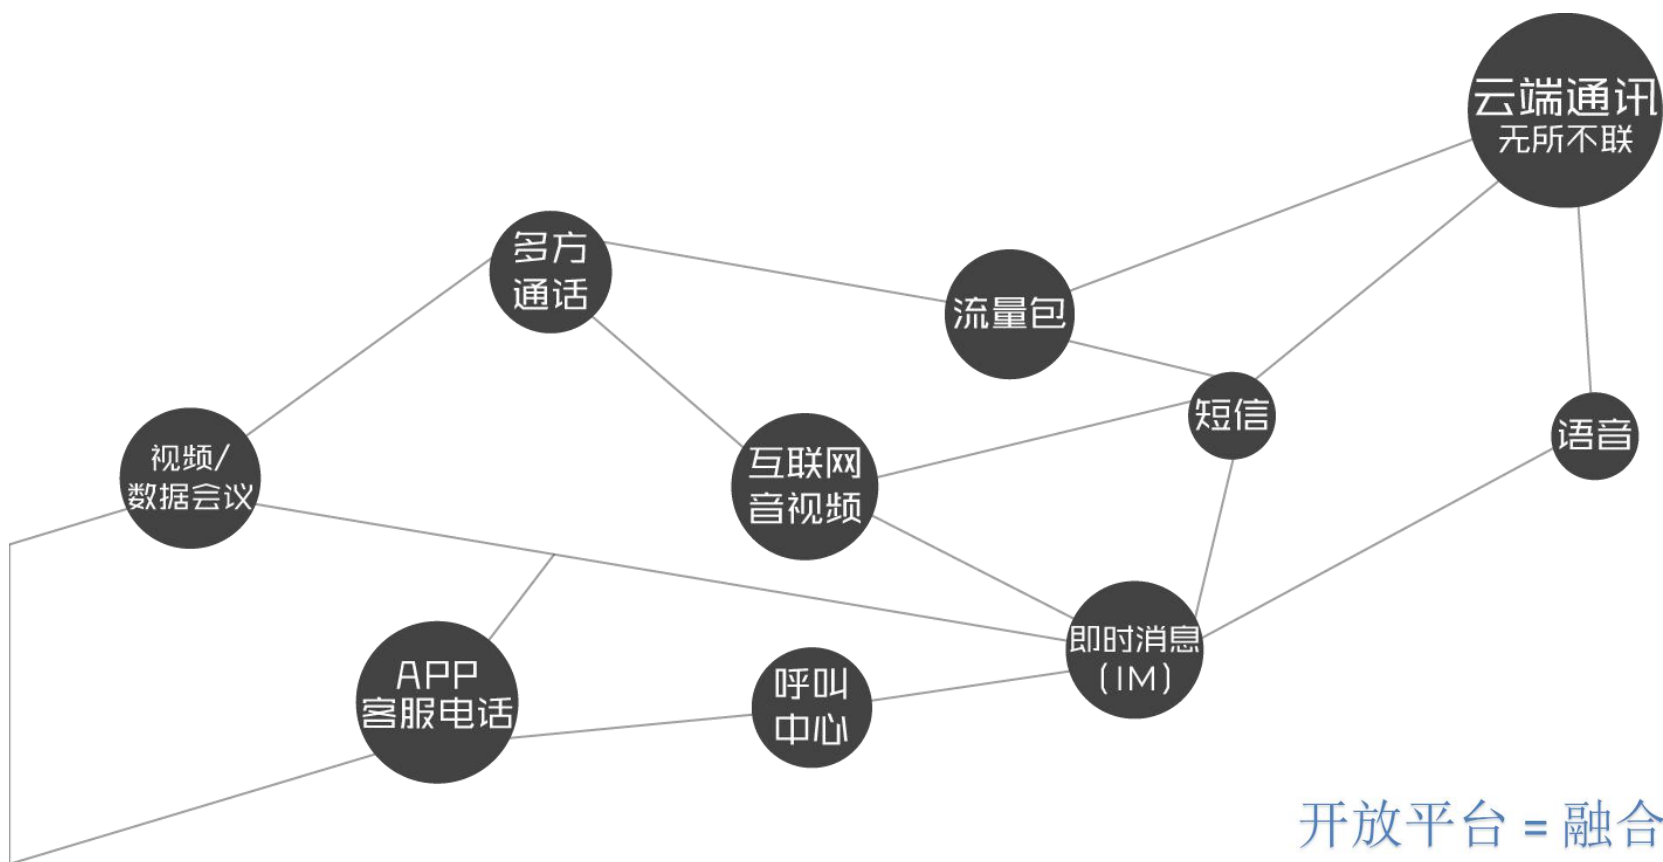 云端通讯
无所不联
多方
通话
流量包
短信
语音
视频/
数据会议
互联网
音视频
即时消息
(IM)
APP
客服电话
呼叫
中心
开放平台 = 融合